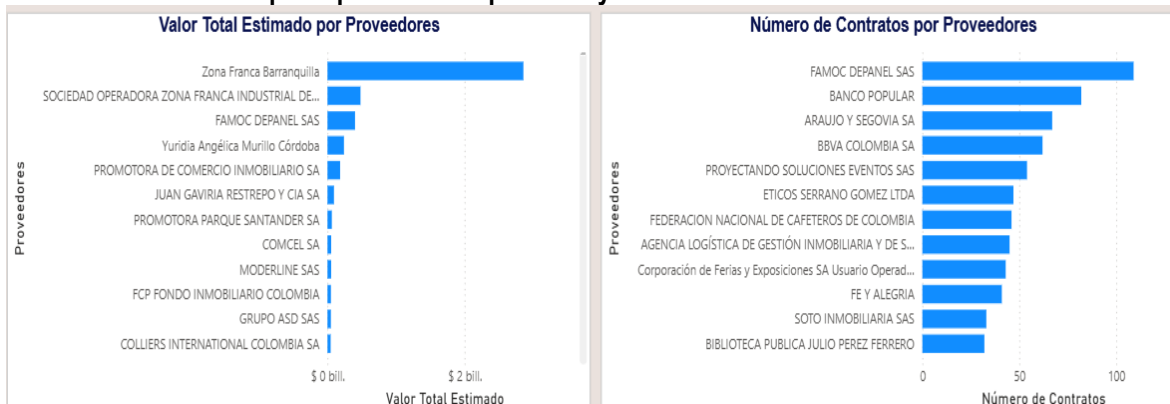 Valor Total Estimado por Proveedores
Proveedores
Zona Franca Barranquilla
SOCIEDAD OPERADORA ZONA FRANCA INDUSTRIAL DE...
FAMOC DEPANEL SAS
Yuridia Angélica Murillo Córdoba
PROMOTORA DE COMERCIO INMOBILIARIO SA
JUAN GAVIRIA RESTREPO Y CIA SA
PROMOTORA PARQUE SANTANDER SA
COMCEL SA
MODERLINE SAS
FCP FONDO INMOBILIARIO COLOMBIA
GRUPO ASD SAS
COLLIERS INTERNATIONAL COLOMBIA SA
$ 0 bill. $ 2 bill.
Valor Total Estimado
Número de Contratos por Proveedores
Proveedores
FAMOC DEPANEL SAS
BANCO POPULAR
ARAUJO Y SEGOVIA SA
BBVA COLOMBIA SA
PROYECTANDO SOLUCIONES EVENTOS SAS
ETICOS SERRANO GOMEZ LTDA
FEDERACION NACIONAL DE CAFETEROS DE COLOMBIA
AGENCIA LOGÍSTICA DE GESTIÓN INMOBILIARIA Y DE S...
Corporación de Ferias y Exposiciones SA Usuario Operad...
FE Y ALEGRIA
SOTO INMOBILIARIA SAS
BIBLIOTECA PUBLICA JULIO PEREZ FERRERO
0 50 100
Número de Contratos